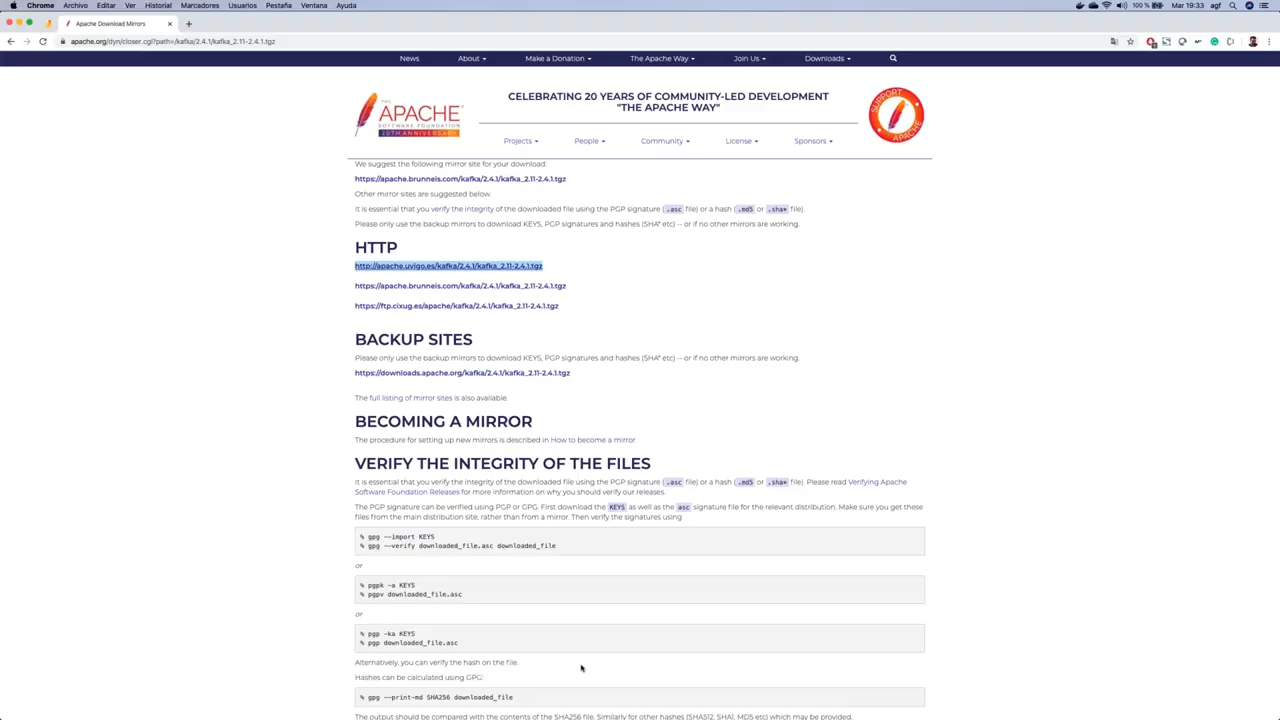 Chrome Archivo Editar Ver Historial Marcadores Usuarios Pestaña Ventana Ayuda 100 % Mar 19:33 agf
Apache Download Mirrors
apache.org/dyn/closer.cgi?path=/kafka/2.4.1/kafka_2.11-2.4.1.tgz
News About Make a Donation The Apache Way Join Us Downloads
THE APACHE SOFTWARE FOUNDATION 20TH ANNIVERSARY
CELEBRATING 20 YEARS OF COMMUNITY-LED DEVELOPMENT
"THE APACHE WAY"
SUPPORT APACHE
Projects People Community License Sponsors
We suggest the following mirror site for your download:
https://apache.brunneis.com/kafka/2.4.1/kafka_2.11-2.4.1.tgz
Other mirror sites are suggested below.
It is essential that you verify the integrity of the downloaded file using the PGP signature (.asc file) or a hash (.md5 or .sha* file).
Please only use the backup mirrors to download KEYS, PGP signatures and hashes (SHA* etc) -- or if no other mirrors are working.
HTTP
http://apache.uvigo.es/kafka/2.4.1/kafka_2.11-2.4.1.tgz
https://apache.brunneis.com/kafka/2.4.1/kafka_2.11-2.4.1.tgz
https://ftp.cixug.es/apache/kafka/2.4.1/kafka_2.11-2.4.1.tgz
BACKUP SITES
Please only use the backup mirrors to download KEYS, PGP signatures and hashes (SHA* etc) -- or if no other mirrors are working.
https://downloads.apache.org/kafka/2.4.1/kafka_2.11-2.4.1.tgz
The full listing of mirror sites is also available.
BECOMING A MIRROR
The procedure for setting up new mirrors is described in How to become a mirror.
VERIFY THE INTEGRITY OF THE FILES
It is essential that you verify the integrity of the downloaded file using the PGP signature (.asc file) or a hash (.md5 or .sha* file). Please read Verifying Apache
Software Foundation Releases for more information on why you should verify our releases.
The PGP signature can be verified using PGP or GPG. First download the KEYS as well as the asc signature file for the relevant distribution. Make sure you get these
files from the main distribution site, rather than from a mirror. Then verify the signatures using
% gpg --import KEYS
% gpg --verify downloaded_file.asc downloaded_file
or
% pgpk -a KEYS
% pgpv downloaded_file.asc
or
% pgp -ka KEYS
% pgp downloaded_file.asc
Alternatively, you can verify the hash on the file.
Hashes can be calculated using GPG:
% gpg --print-md SHA256 downloaded_file
The output should be compared with the contents of the SHA256 file. Similarly for other hashes (SHA512, SHA1, MD5 etc) which may be provided.